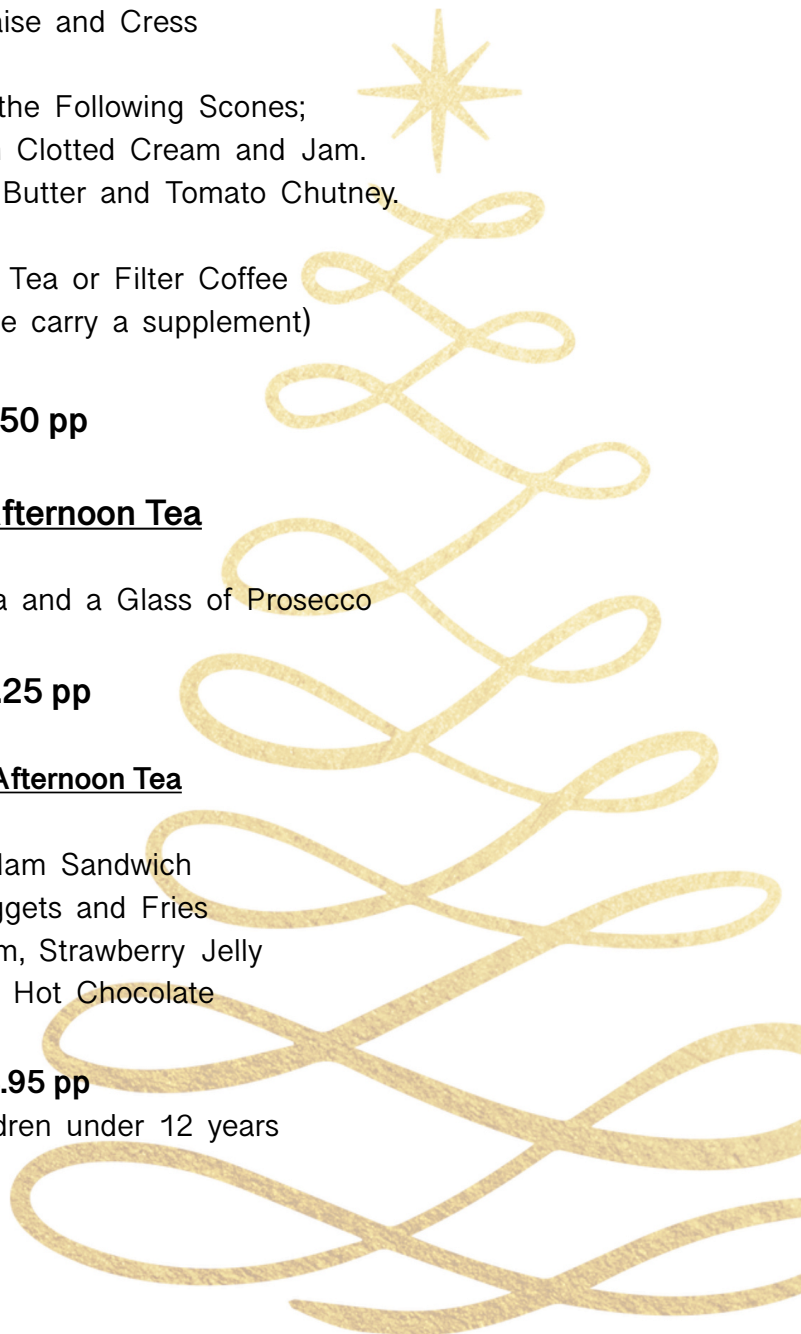 aise and Cress
the Following Scones;
Clotted Cream and Jam.
Butter and Tomato Chutney.
Tea or Filter Coffee
e carry a supplement)
50 pp
fternoon Tea
a and a Glass of Prosecco
.25 pp
Afternoon Tea
Ham Sandwich
ggets and Fries
m, Strawberry Jelly
Hot Chocolate
.95 pp
dren under 12 years